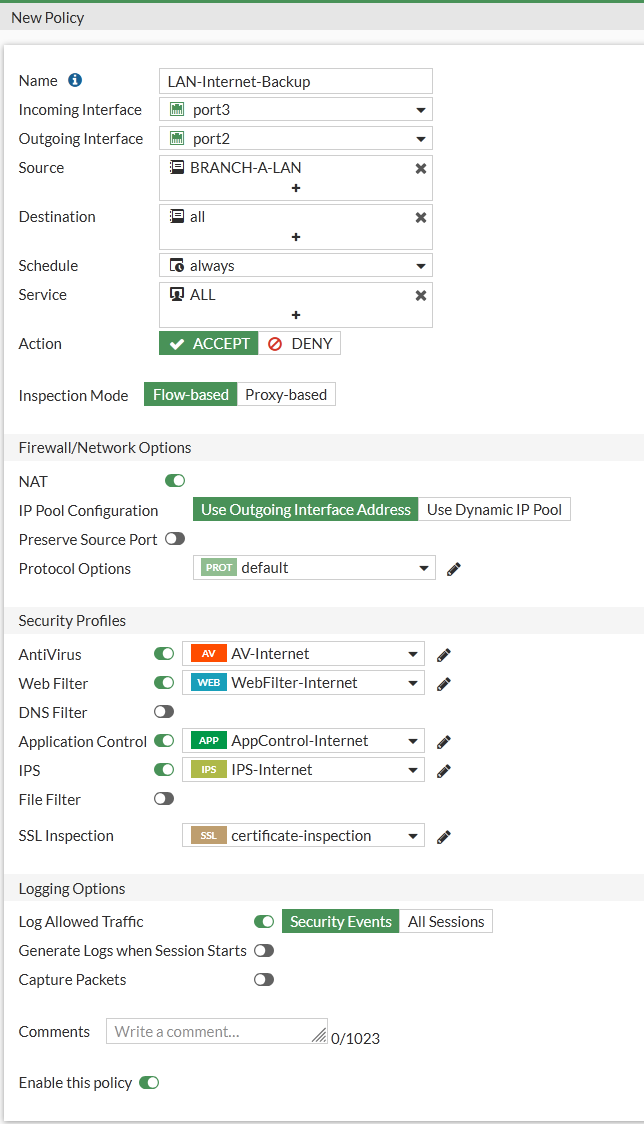 New Policy
Name
LAN-Internet-Backup
Incoming Interface
port3
Outgoing Interface
port2
Source
BRANCH-A-LAN
+
Destination
all
+
Schedule
always
Service
ALL
+
Action
ACCEPT
DENY
Inspection Mode
Flow-based
Proxy-based
Firewall/Network Options
NAT
IP Pool Configuration
Use Outgoing Interface Address
Use Dynamic IP Pool
Preserve Source Port
Protocol Options
PROT default
Security Profiles
AntiVirus
AV AV-Internet
Web Filter
WEB WebFilter-Internet
DNS Filter
Application Control
APP AppControl-Internet
IPS
IPS IPS-Internet
File Filter
SSL Inspection
SSL certificate-inspection
Logging Options
Log Allowed Traffic
Security Events
All Sessions
Generate Logs when Session Starts
Capture Packets
Comments
Write a comment...
0/1023
Enable this policy